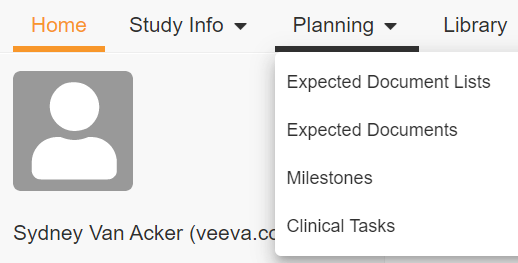 Home Study Info Planning Library
Expected Document Lists
Expected Documents
Milestones
Clinical Tasks
Sydney Van Acker (veeva.co